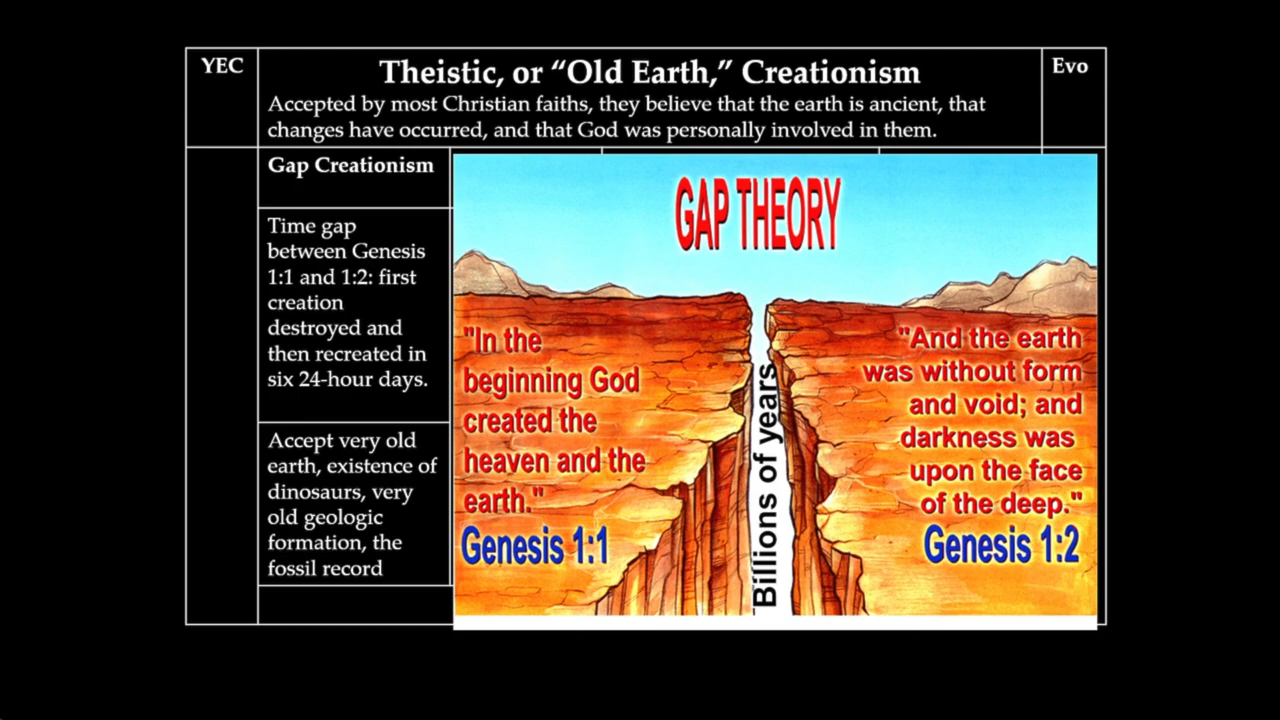 YEC
Theistic, or “Old Earth,” Creationism
Accepted by most Christian faiths, they believe that the earth is ancient, that
changes have occurred, and that God was personally involved in them.
Evo
Gap Creationism
Time gap
between Genesis
1:1 and 1:2: first
creation
destroyed and
then recreated in
six 24-hour days.
Accept very old
earth, existence of
dinosaurs, very
old geologic
formation, the
fossil record
GAP THEORY
"In the
beginning God
created the
heaven and the
earth."
Genesis 1:1
Billions of years
"And the earth
was without form
and void; and
darkness was
upon the face
of the deep."
Genesis 1:2